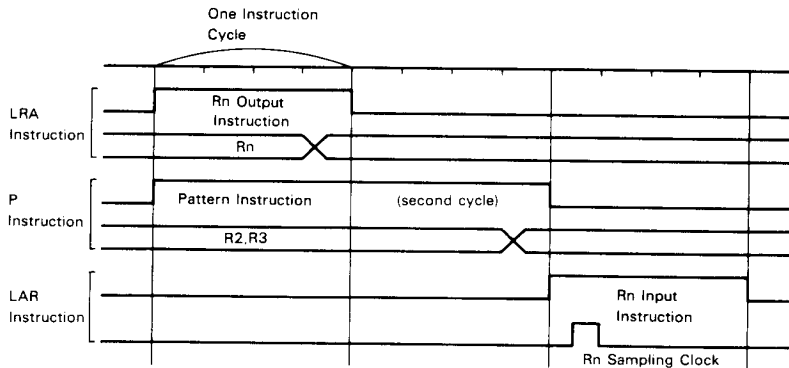 One Instruction
Cycle
LRA
Instruction
Rn Output
Instruction
Rn
P
Instruction
Pattern Instruction
(second cycle)
R2,R3
LAR
Instruction
Rn Input
Instruction
Rn Sampling Clock